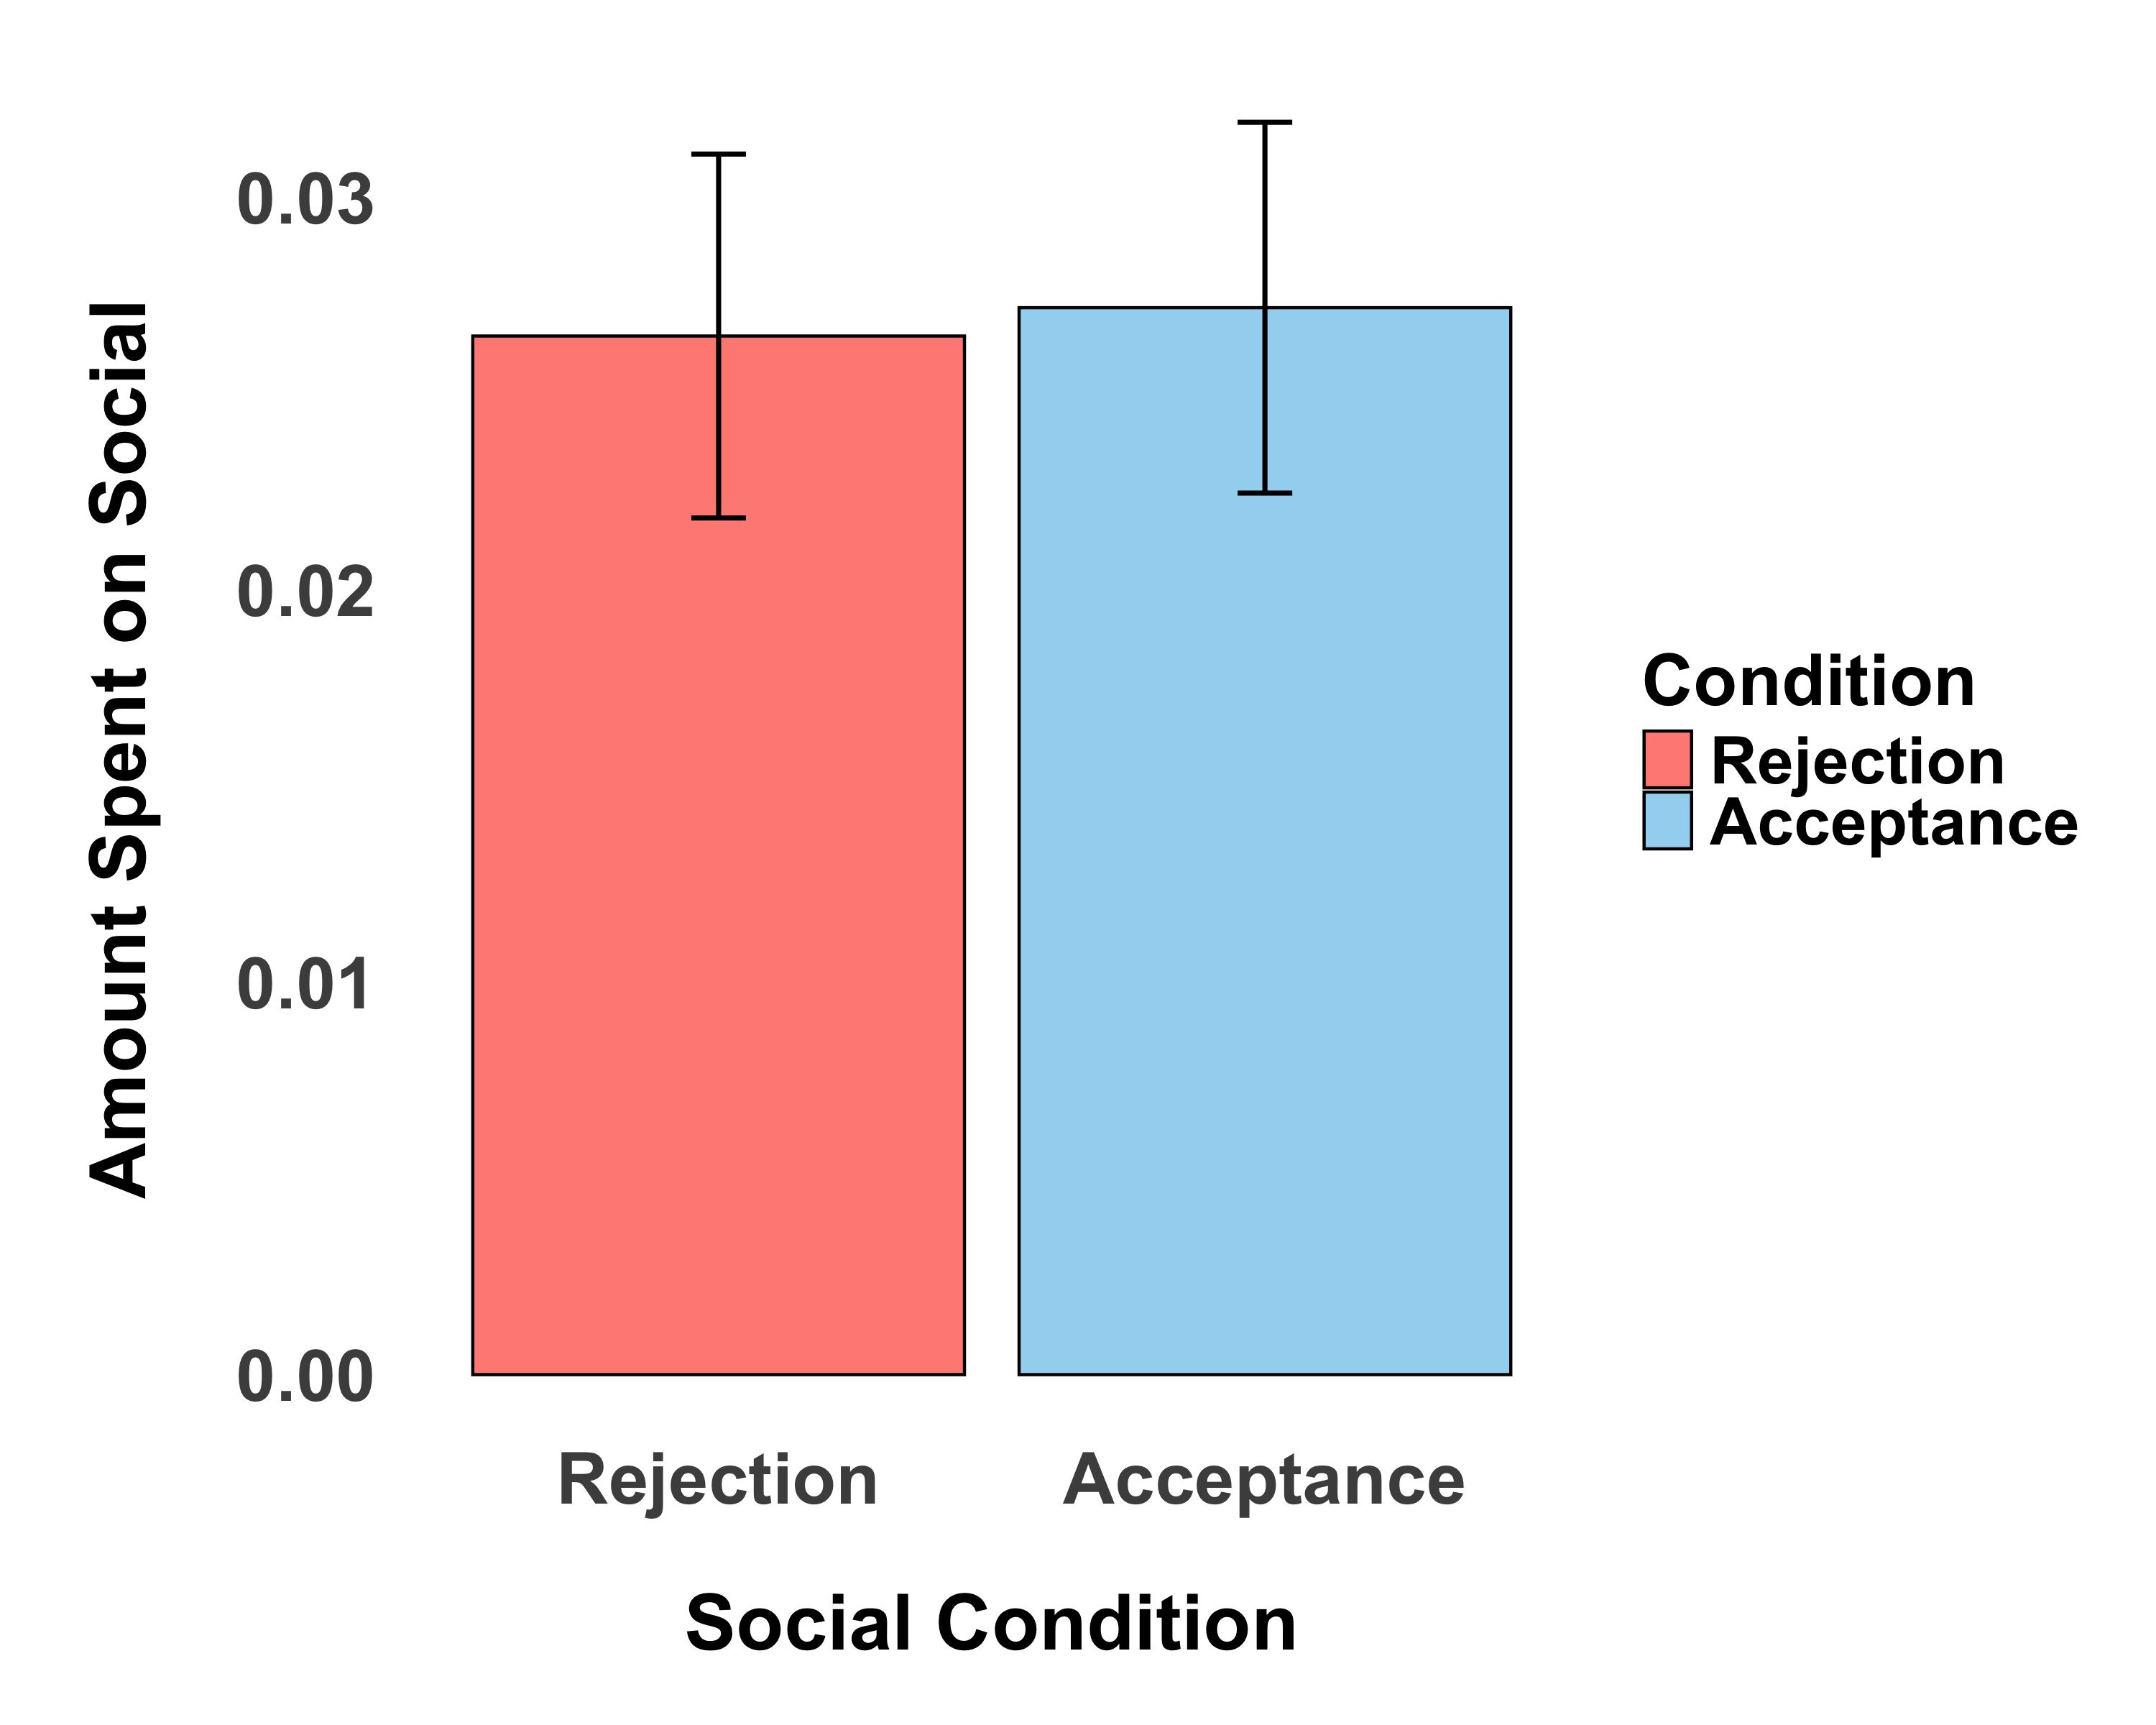 Amount Spent on Social
0.03
0.02
0.01
0.00
Rejection
Acceptance
Social Condition
Condition
Rejection
Acceptance